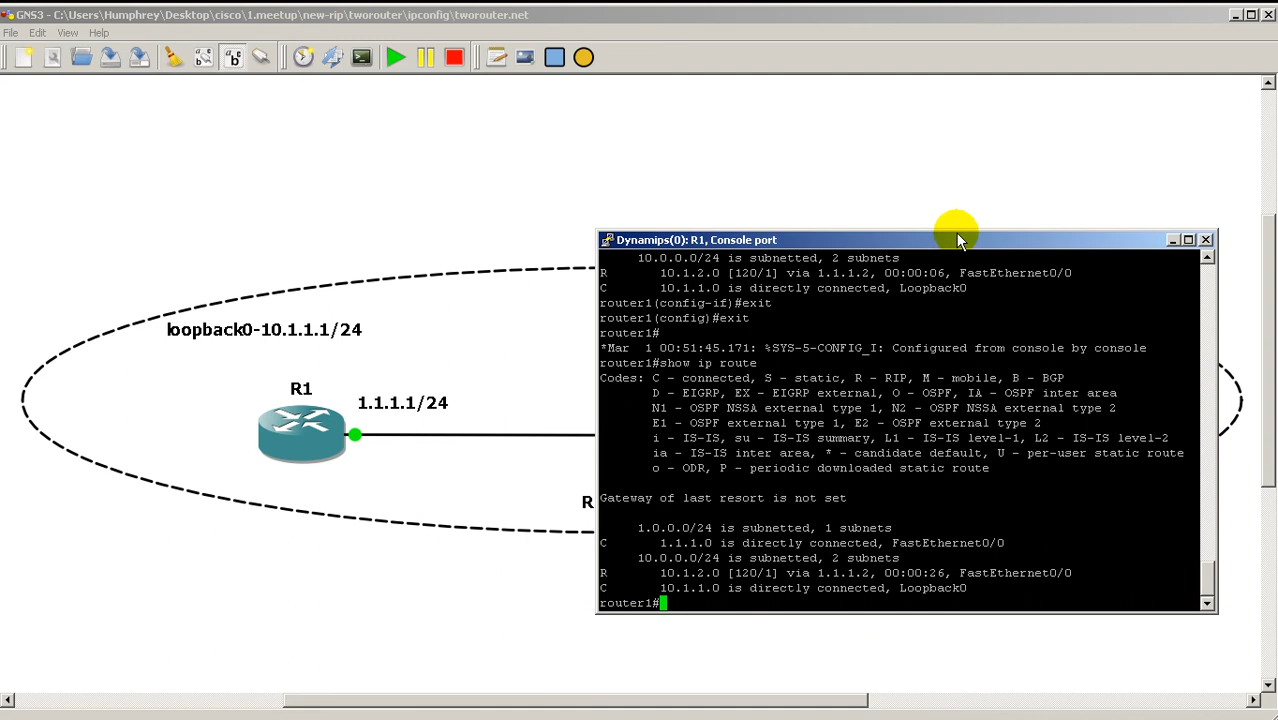 GNS3 - C:\Users\Humphrey\Desktop\cisco\1.meetup\new-rip\tworouter\ipconfig\tworouter.net
File Edit View Help
loopback0-10.1.1.1/24
R1
1.1.1.1/24
R
Dynamips(0): R1, Console port
10.0.0.0/24 is subnetted, 2 subnets
R 10.1.2.0 [120/1] via 1.1.1.2, 00:00:06, FastEthernet0/0
C 10.1.1.0 is directly connected, Loopback0
router1(config-if)#exit
router1(config)#exit
router1#
*Mar 1 00:51:45.171: %SYS-5-CONFIG_I: Configured from console by console
router1#show ip route
Codes: C - connected, S - static, R - RIP, M - mobile, B - BGP
D - EIGRP, EX - EIGRP external, O - OSPF, IA - OSPF inter area
N1 - OSPF NSSA external type 1, N2 - OSPF NSSA external type 2
E1 - OSPF external type 1, E2 - OSPF external type 2
i - IS-IS, su - IS-IS summary, L1 - IS-IS level-1, L2 - IS-IS level-2
ia - IS-IS inter area, * - candidate default, U - per-user static route
o - ODR, P - periodic downloaded static route
Gateway of last resort is not set
1.0.0.0/24 is subnetted, 1 subnets
C 1.1.1.0 is directly connected, FastEthernet0/0
10.0.0.0/24 is subnetted, 2 subnets
R 10.1.2.0 [120/1] via 1.1.1.2, 00:00:26, FastEthernet0/0
C 10.1.1.0 is directly connected, Loopback0
router1#